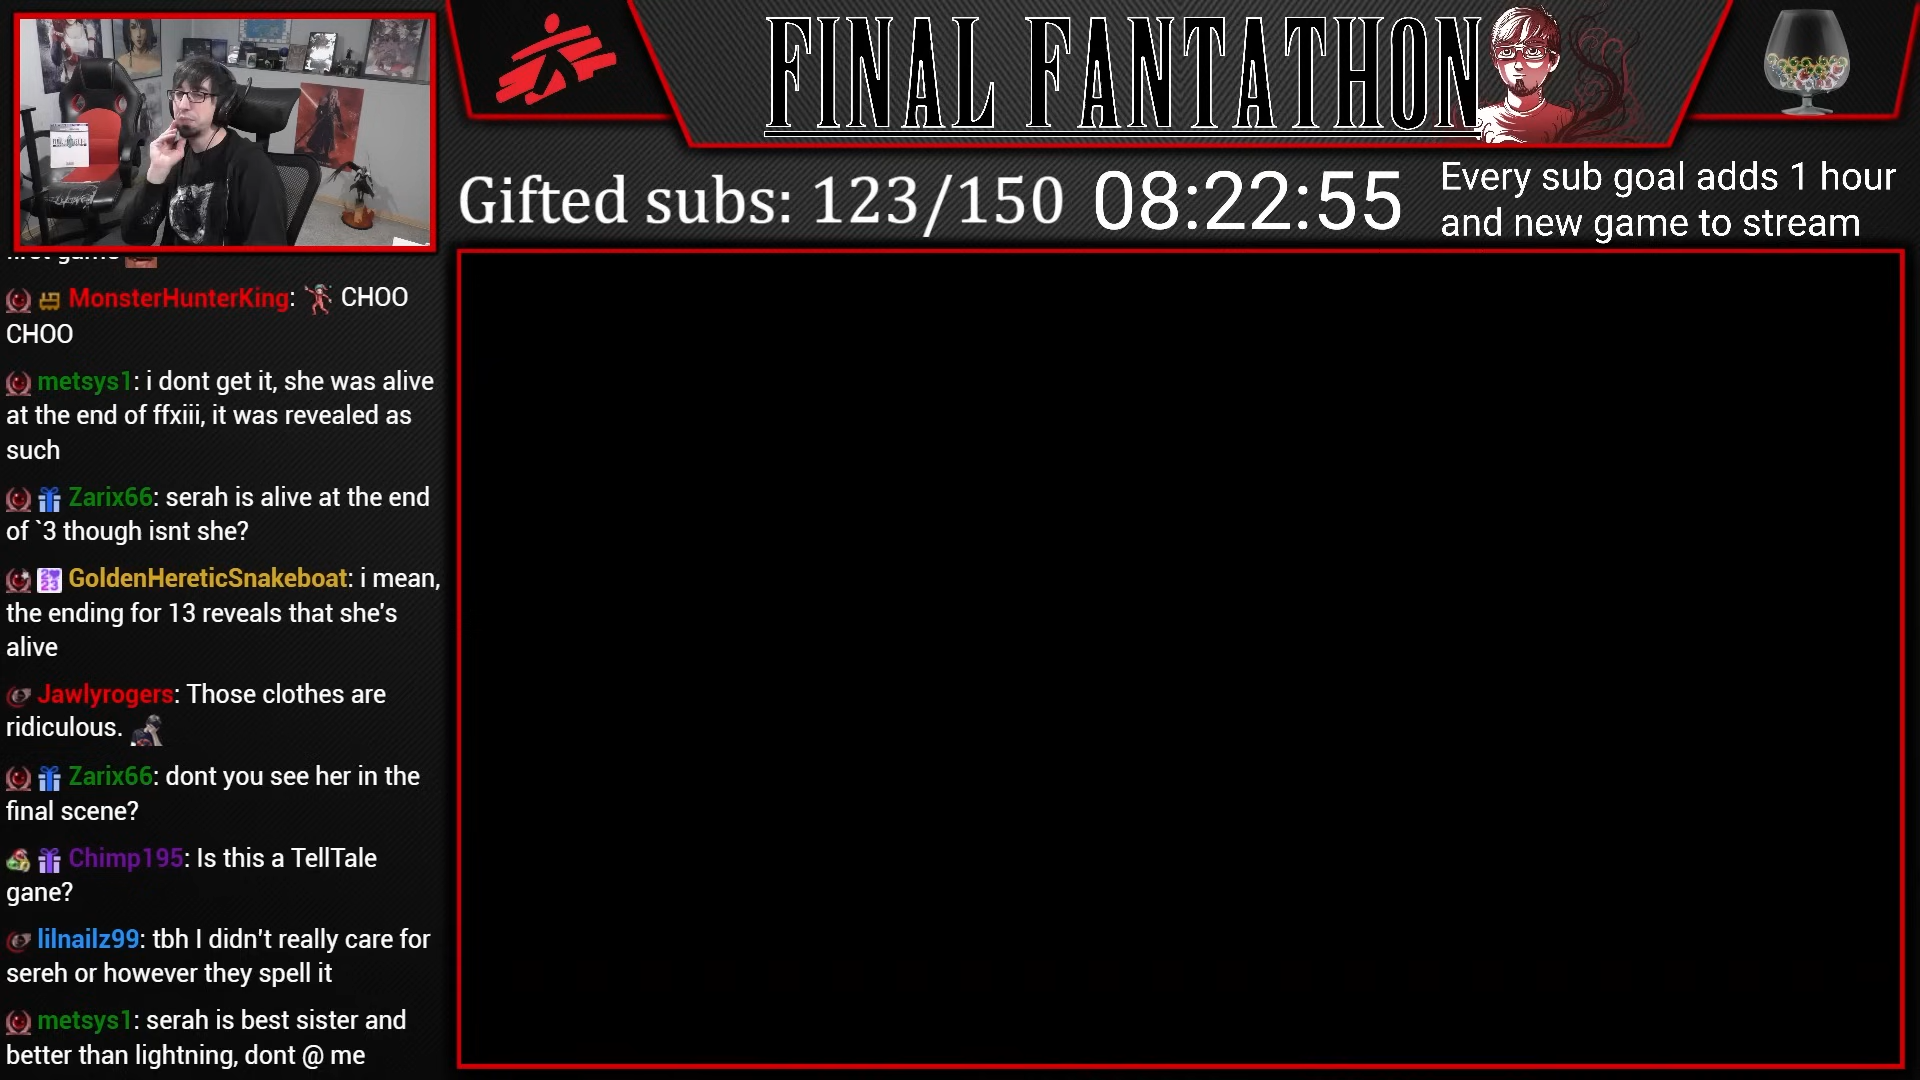 FINAL FANTATHON
Gifted subs: 123/150
08:22:55
Every sub goal adds 1 hour
and new game to stream
MonsterHunterKing: CHOO
CHOO
metsys1: i dont get it, she was alive
at the end of ffxiii, it was revealed as
such
Zarix66: serah is alive at the end
of `3 though isnt she?
GoldenHereticSnakeboat: i mean,
the ending for 13 reveals that she's
alive
Jawlyrogers: Those clothes are
ridiculous.
Zarix66: dont you see her in the
final scene?
Chimp195: Is this a TellTale
gane?
lilnailz99: tbh I didn't really care for
sereh or however they spell it
metsys1: serah is best sister and
better than lightning, dont @ me